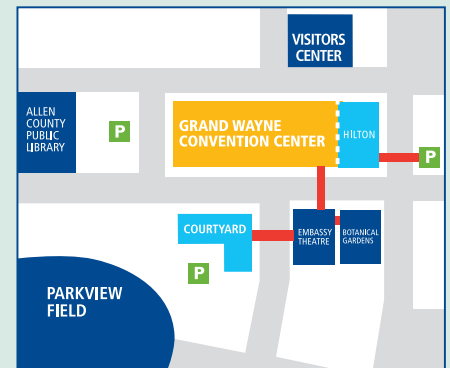 VISITORS
CENTER
ALLEN
COUNTY
PUBLIC
LIBRARY
P
GRAND WAYNE
CONVENTION CENTER
HILTON
P
COURTYARD
EMBASSY
THEATRE
BOTANICAL
GARDENS
P
PARKVIEW
FIELD